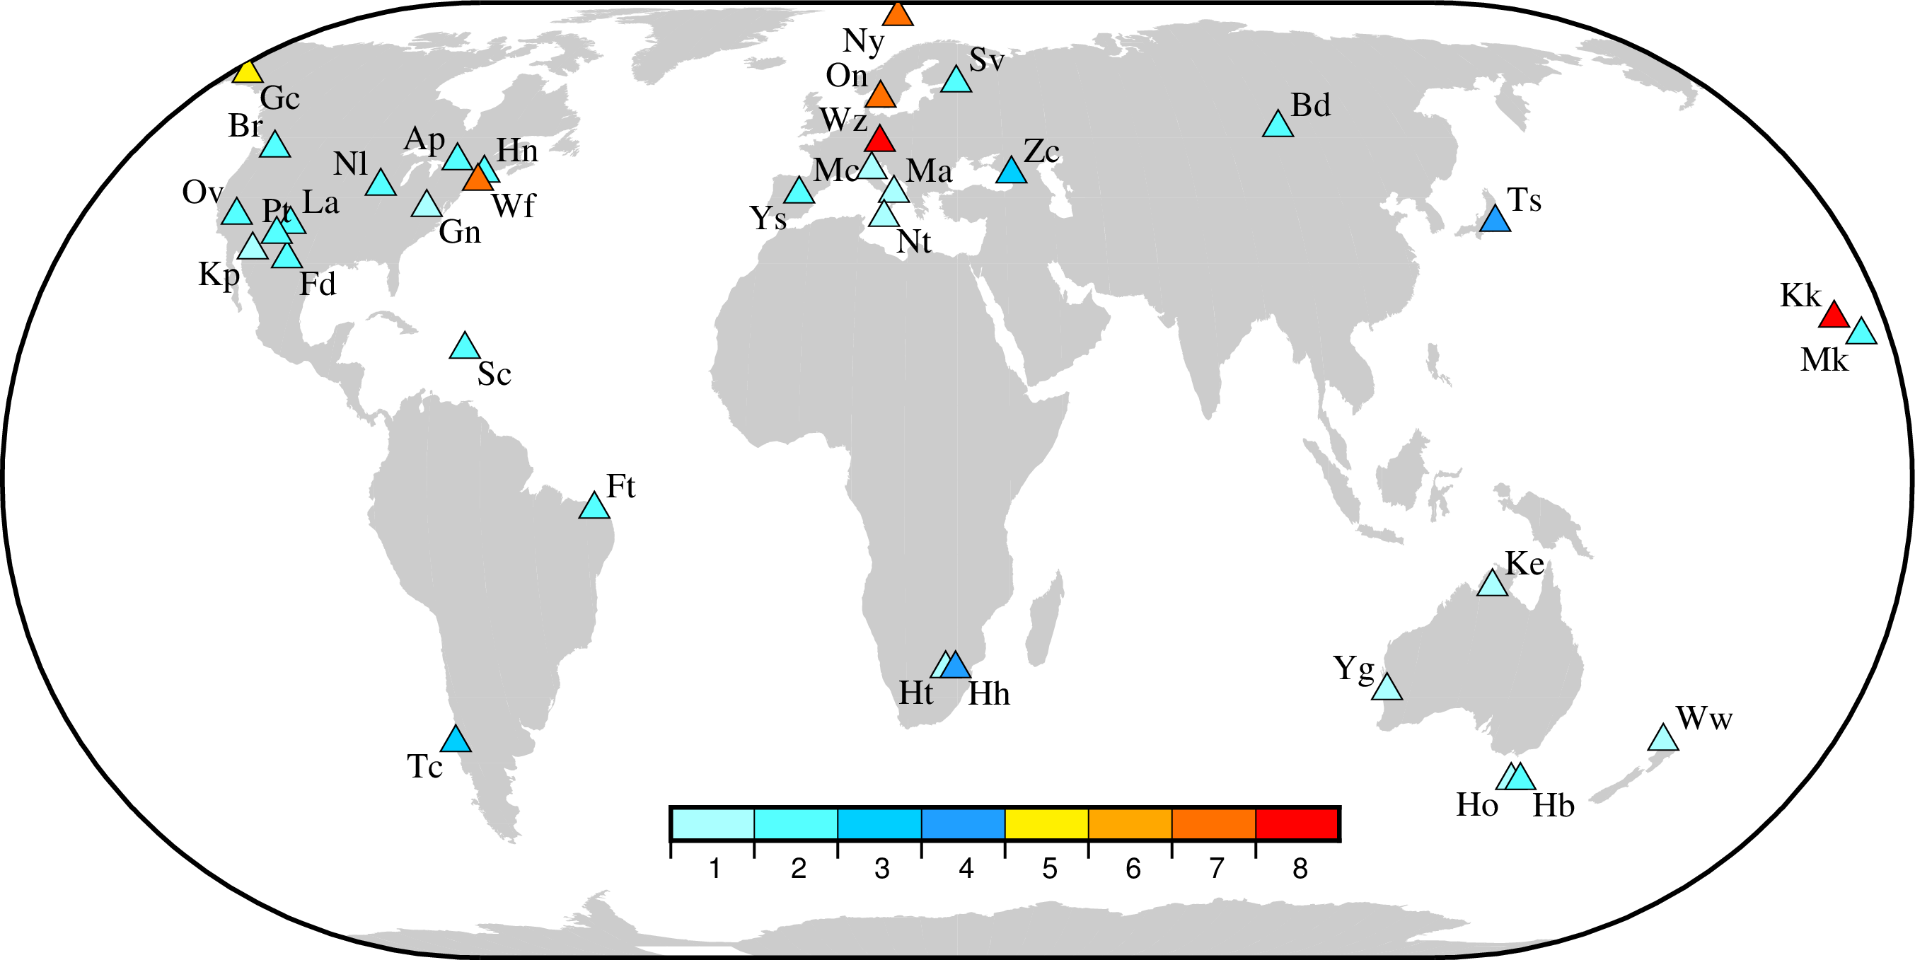 Ny
On
Sv
Gc
Bd
Br
Wz
Ap
Hn
Zc
Nl
Mc
Ma
Ov
La
Pt
Wf
Ts
Ys
Gn
Nt
Kp
Fd
Kk
Mk
Sc
Ft
Ke
Yg
Ht
Hh
Ww
Tc
Ho
Hb
1 2 3 4 5 6 7 8